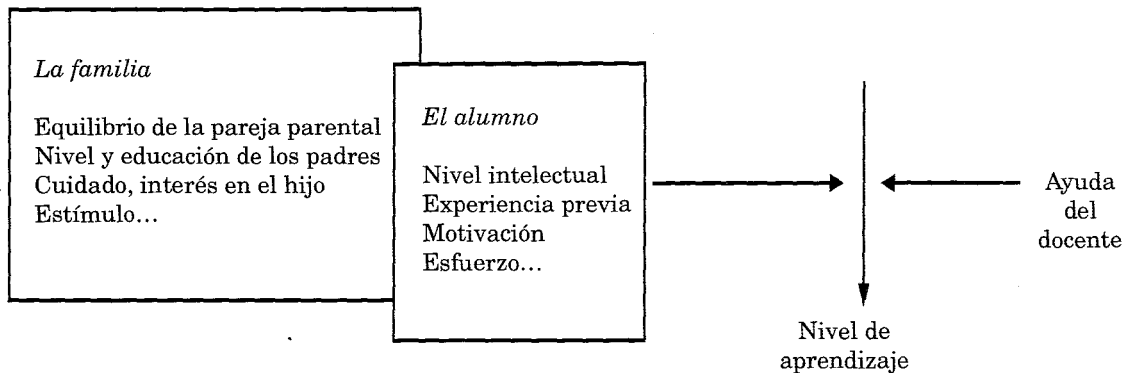 La familia
Equilibrio de la pareja parental
Nivel y educación de los padres
Cuidado, interés en el hijo
Estímulo...
El alumno
Nivel intelectual
Experiencia previa
Motivación
Esfuerzo...
Ayuda
del
docente
Nivel de
aprendizaje